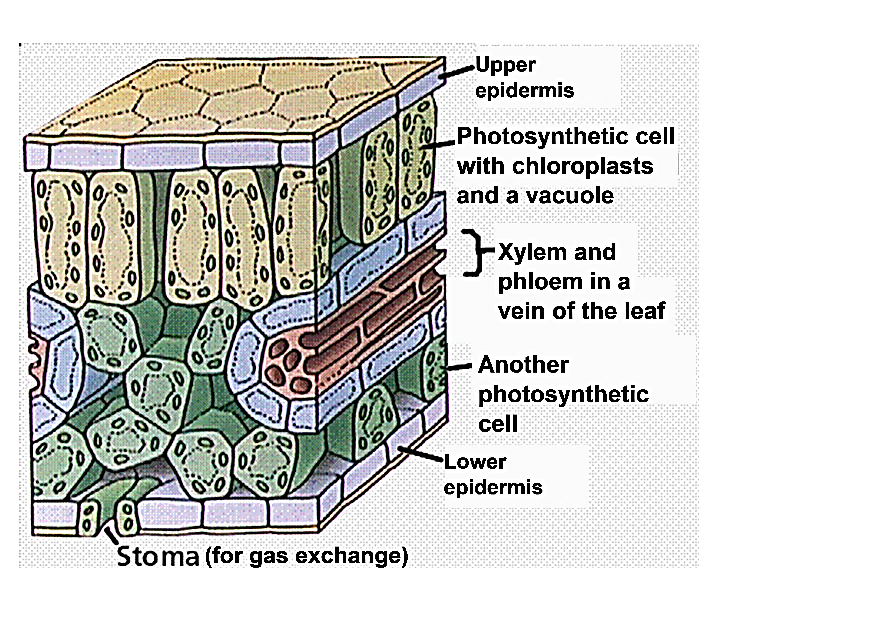 Upper
epidermis
Photosynthetic cell
with chloroplasts
and a vacuole
Xylem and
phloem in a
vein of the leaf
Another
photosynthetic
cell
Lower
epidermis
Stoma (for gas exchange)